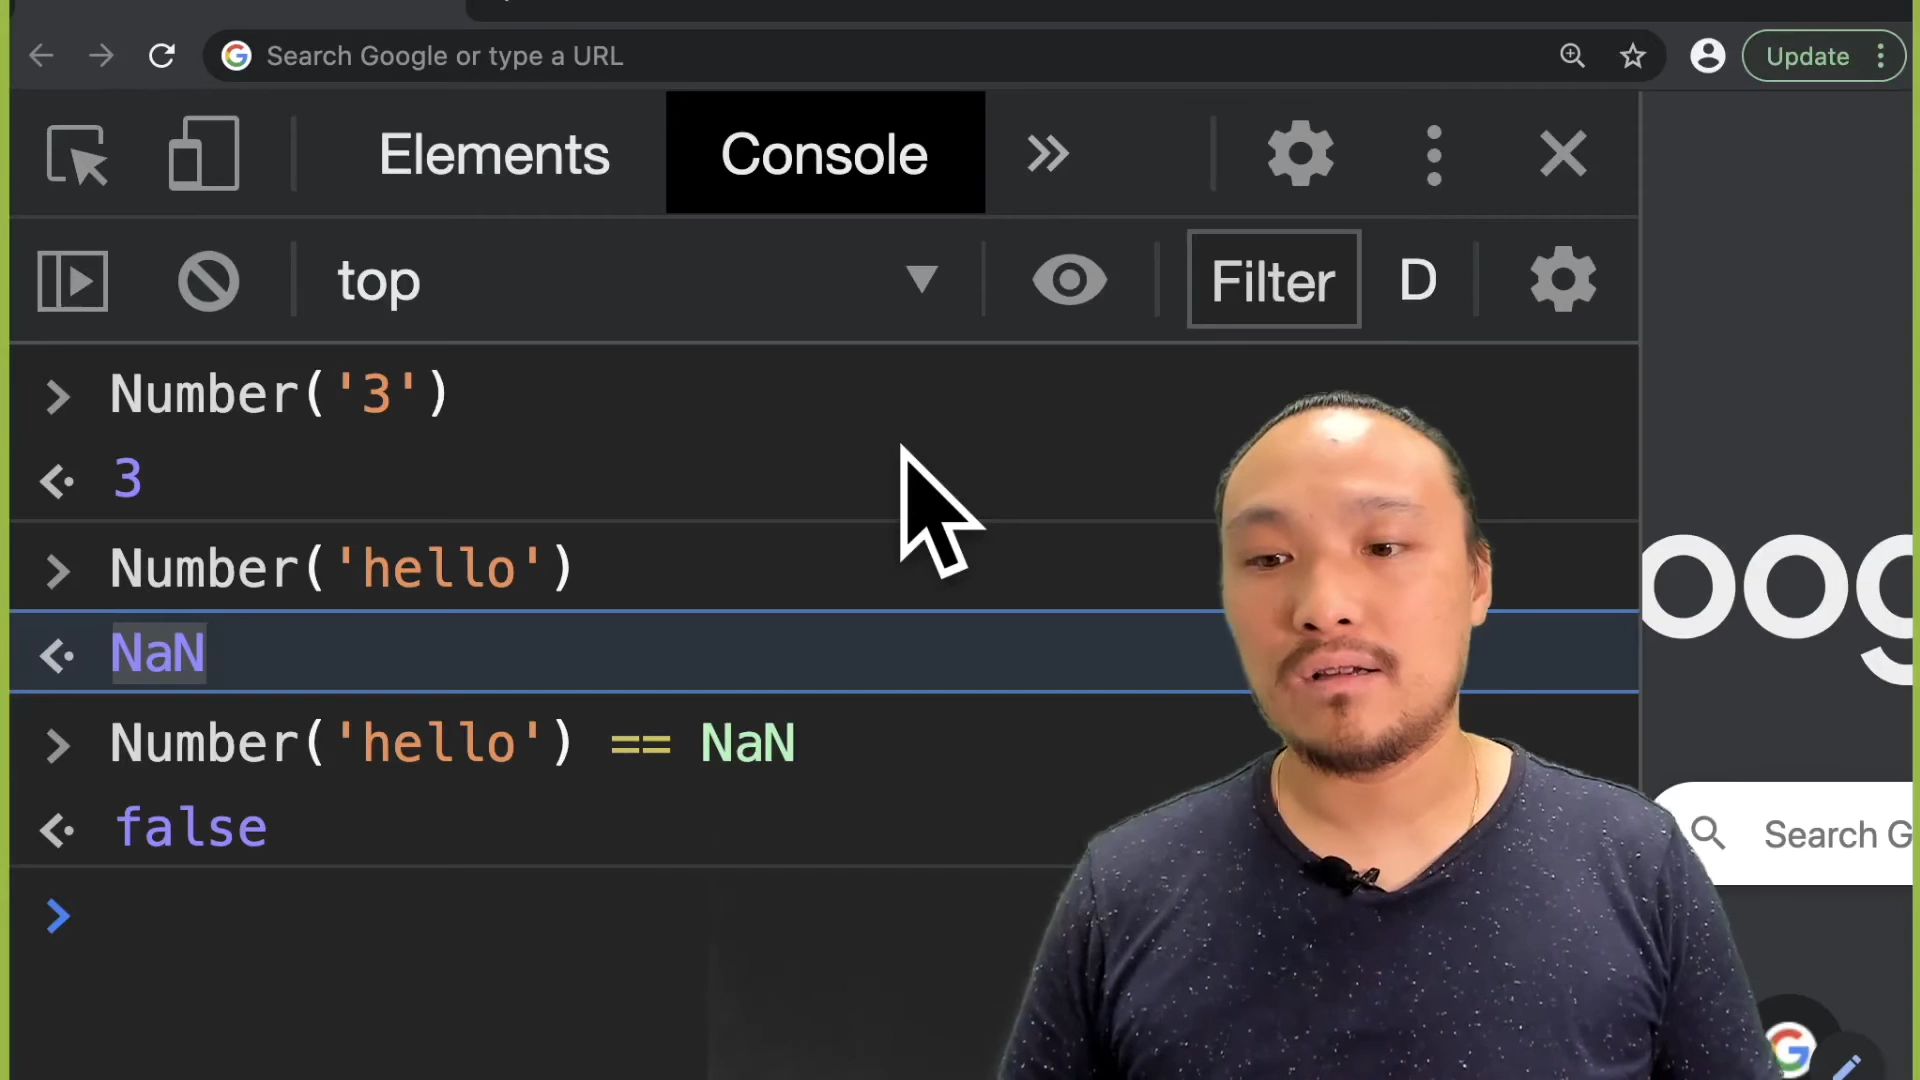 Search Google or type a URL
Update
Elements
Console
top
Filter
D
Number('3')
3
Number('hello')
NaN
Number('hello') == NaN
false
oog
Search G